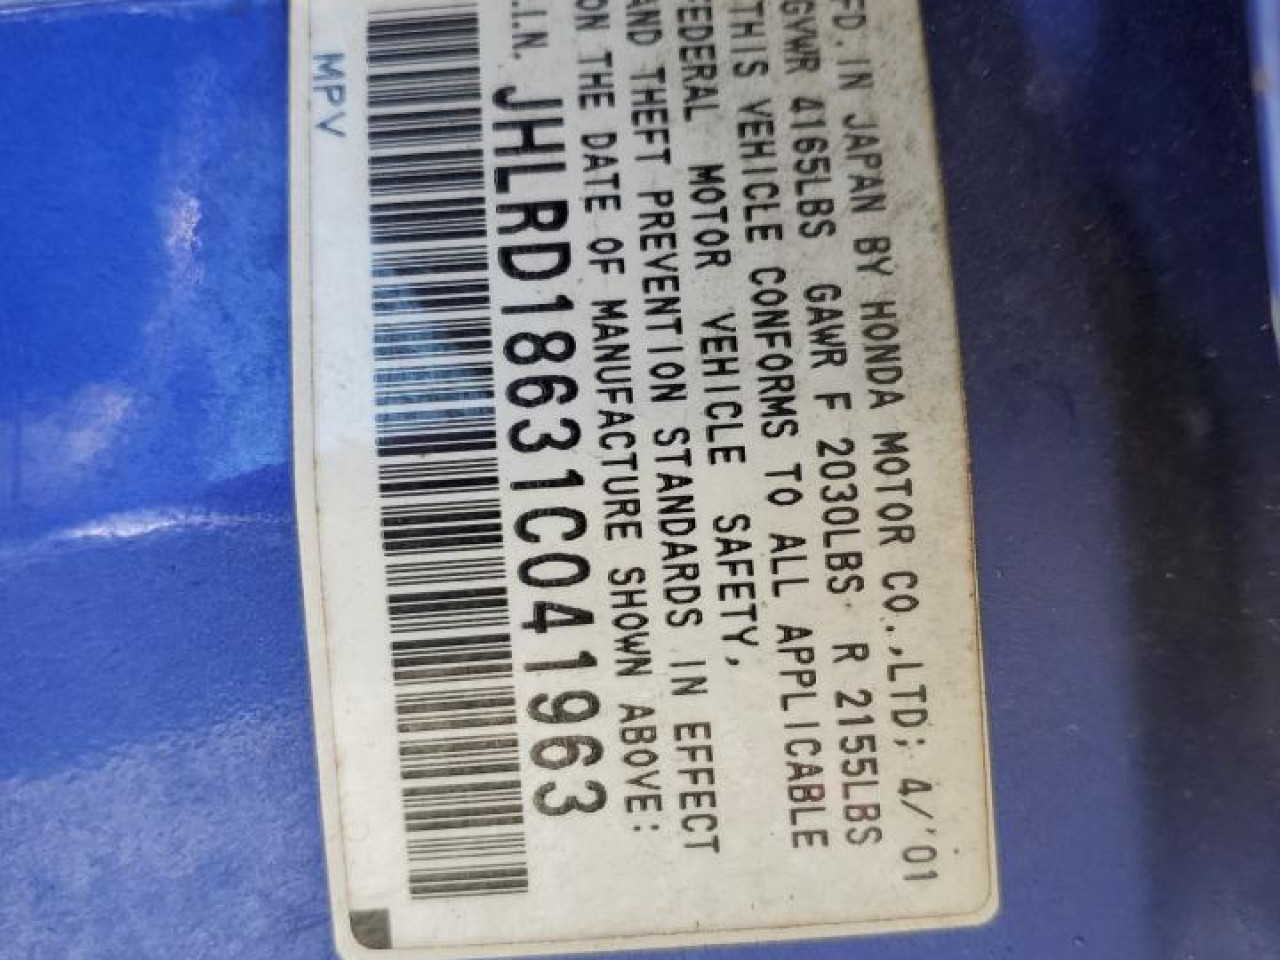 FD. IN JAPAN BY HONDA MOTOR CO.,LTD; 4/'01
GVWR 4165LBS GAWR F 2030LBS R 2155LBS
THIS VEHICLE CONFORMS TO ALL APPLICABLE
FEDERAL MOTOR VEHICLE SAFETY,
AND THEFT PREVENTION STANDARDS IN EFFECT
ON THE DATE OF MANUFACTURE SHOWN ABOVE:
.I.N. JHLRD18631C041963
MPV